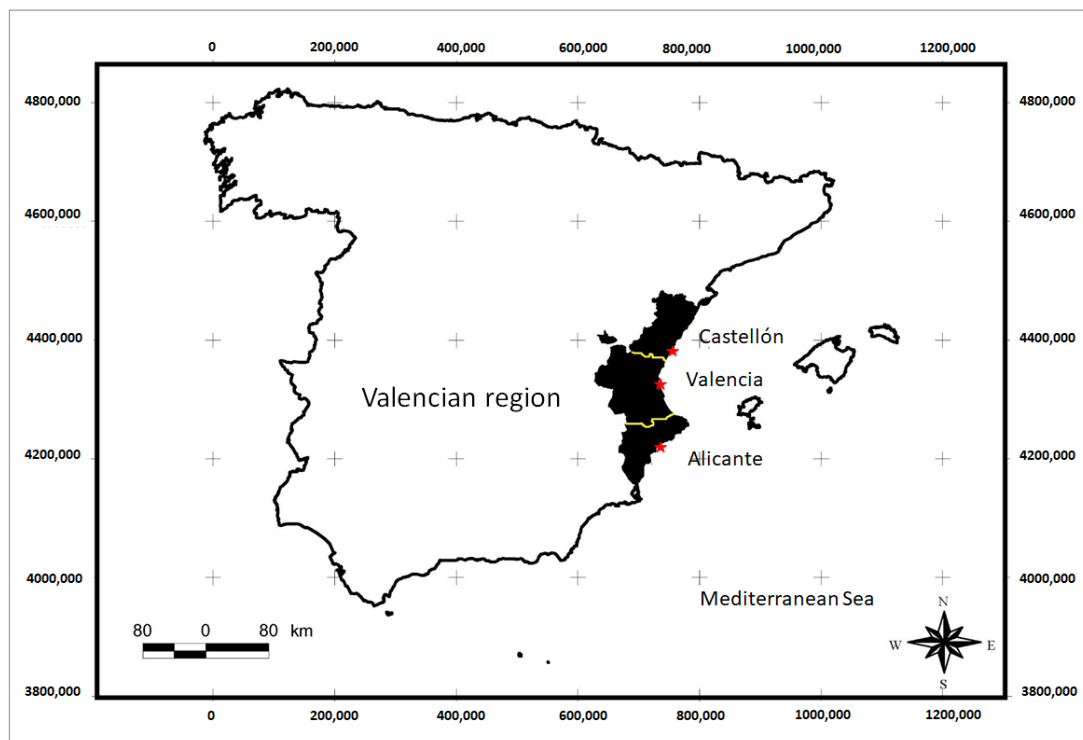 0 200,000 400,000 600,000 800,000 1000,000 1200,000
4800,000 4800,000
4600,000 4600,000
Castellón
4400,000 4400,000
Valencia
Valencian region
Alicante
4200,000 4200,000
4000,000 4000,000
Mediterranean Sea
N
80 0 80 km
W E
S
3800,000 3800,000
0 200,000 400,000 600,000 800,000 1000,000 1200,000